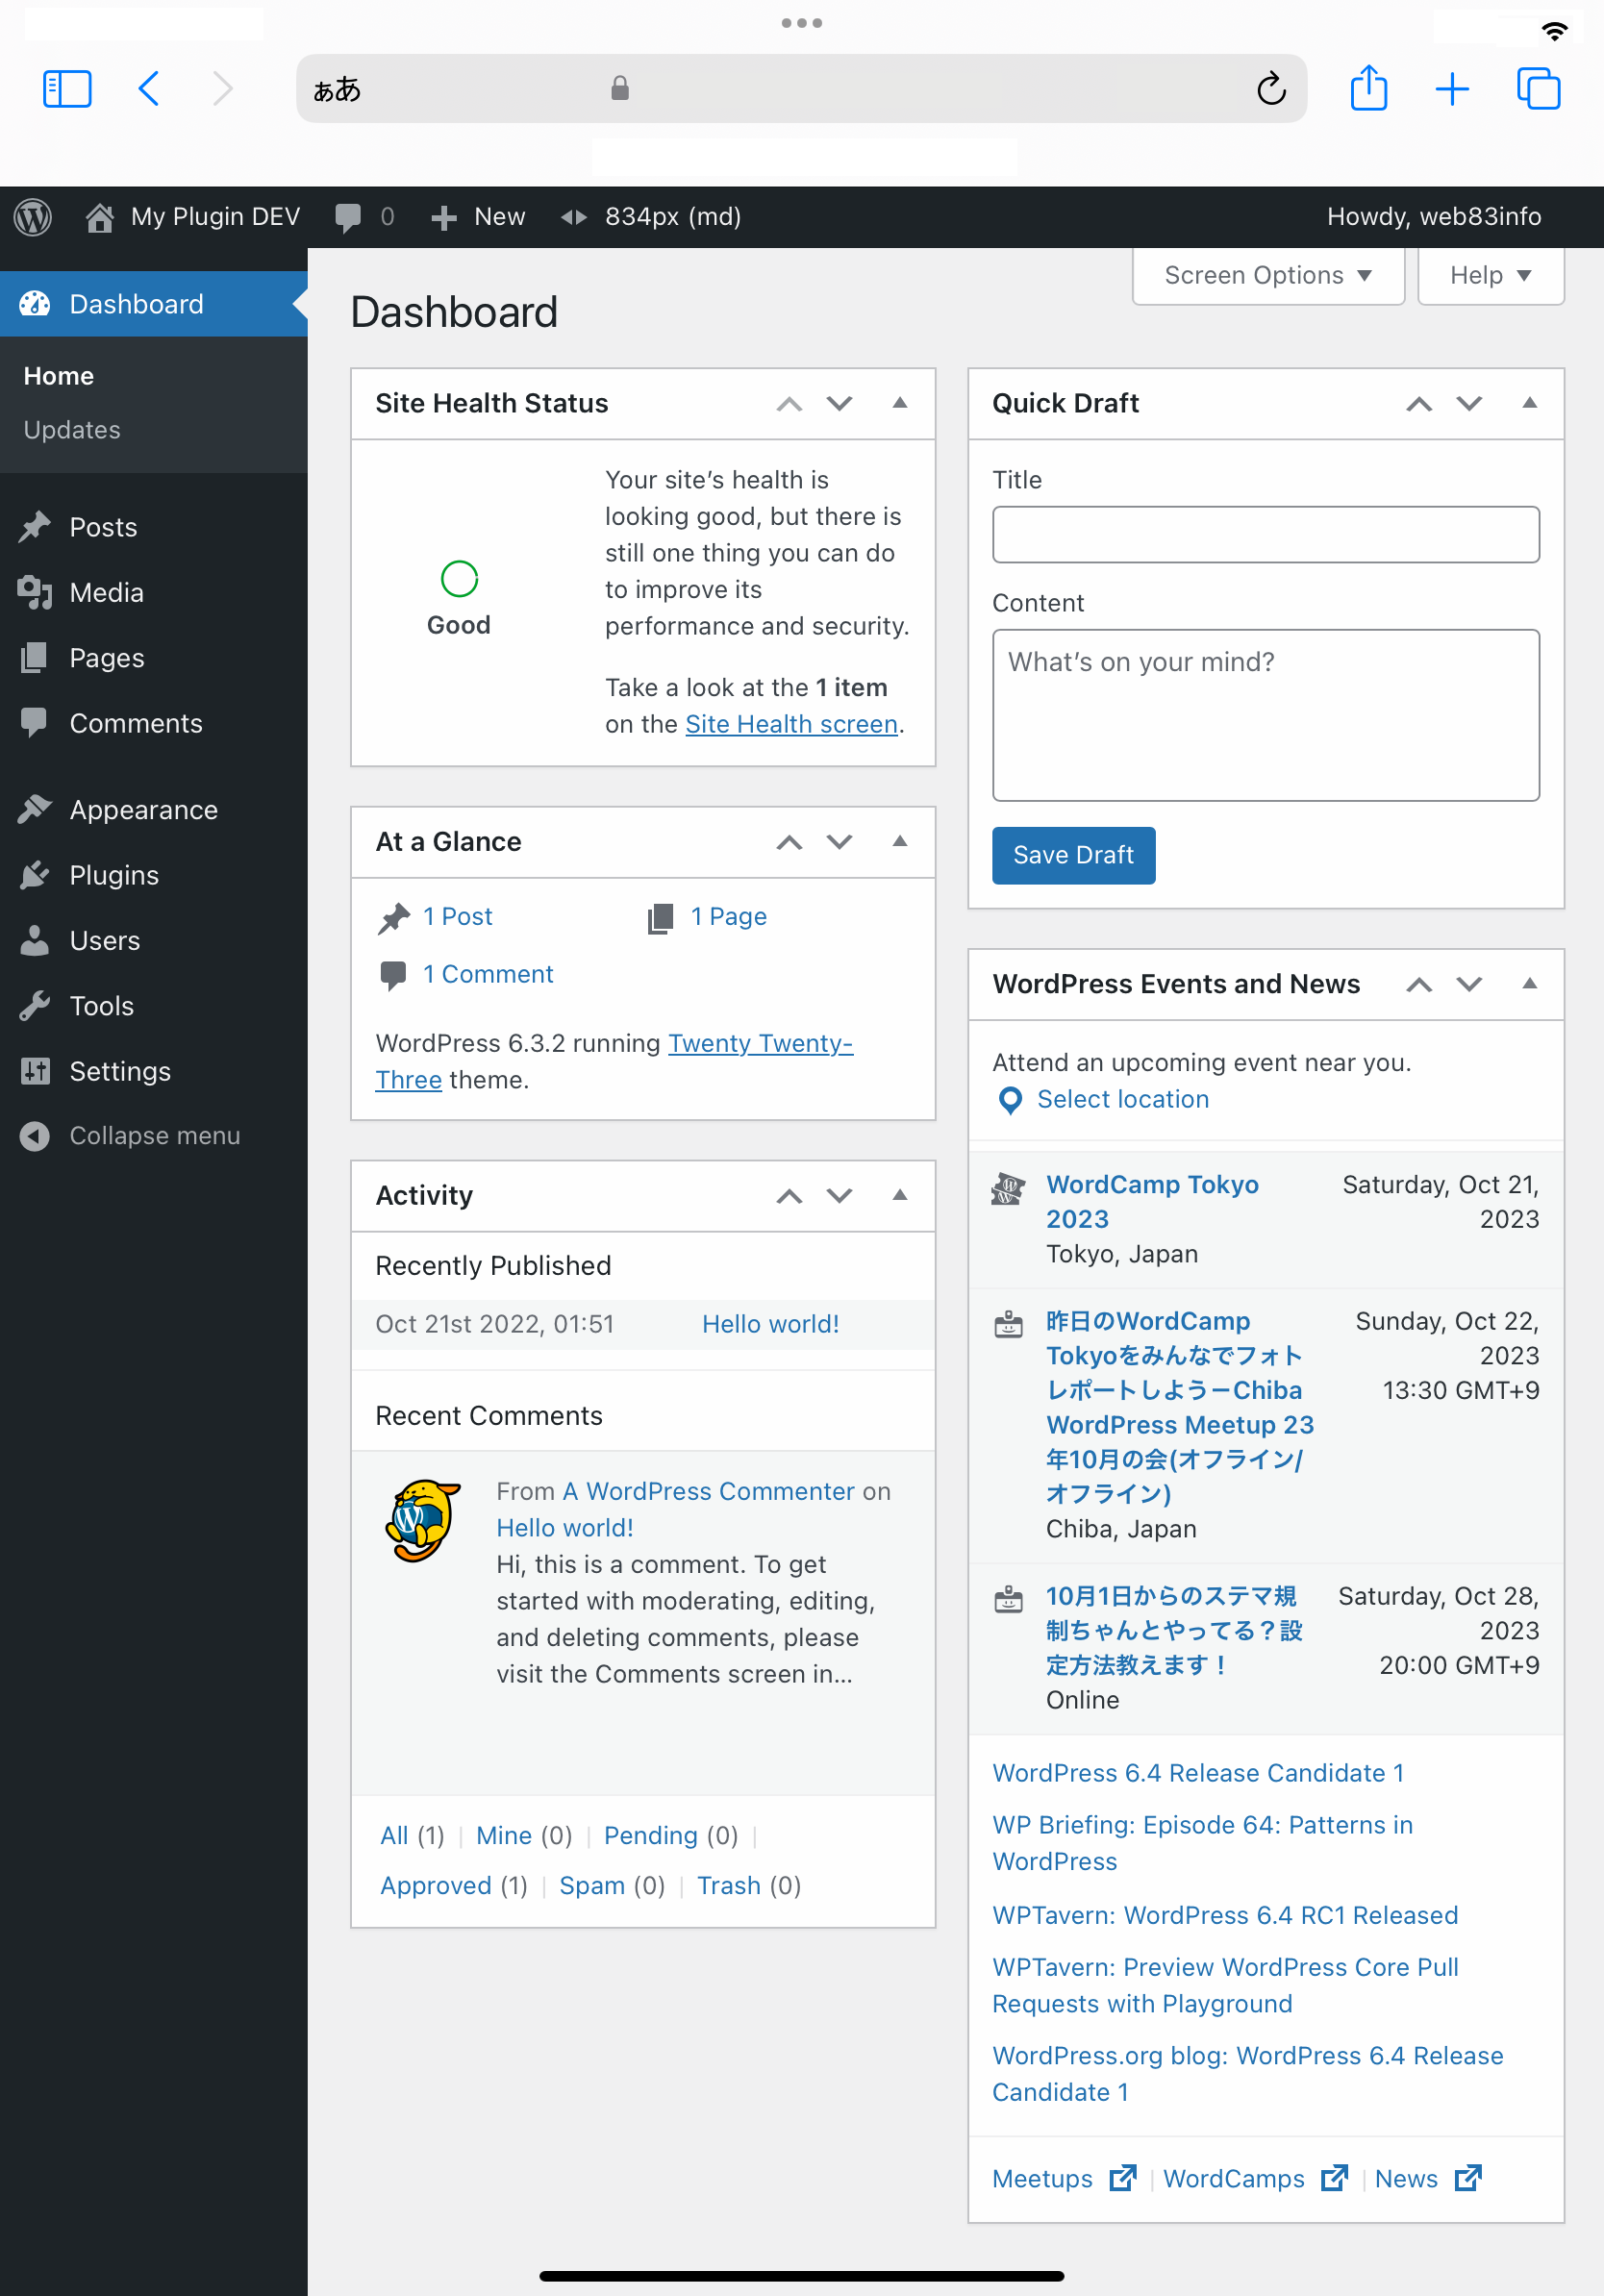 ぁあ
My Plugin DEV 0 New 834px (md) Howdy, web83info
Dashboard
Home
Updates
Posts
Media
Pages
Comments
Appearance
Plugins
Users
Tools
Settings
Collapse menu
Screen Options Help
Dashboard
Site Health Status
Good
Your site’s health is
looking good, but there is
still one thing you can do
to improve its
performance and security.
Take a look at the 1 item
on the Site Health screen.
At a Glance
1 Post 1 Page
1 Comment
WordPress 6.3.2 running Twenty Twenty-
Three theme.
Activity
Recently Published
Oct 21st 2022, 01:51 Hello world!
Recent Comments
From A WordPress Commenter on
Hello world!
Hi, this is a comment. To get
started with moderating, editing,
and deleting comments, please
visit the Comments screen in…
All (1) | Mine (0) | Pending (0) |
Approved (1) | Spam (0) | Trash (0)
Quick Draft
Title
Content
What’s on your mind?
Save Draft
WordPress Events and News
Attend an upcoming event near you.
Select location
WordCamp Tokyo
2023
Tokyo, Japan
Saturday, Oct 21,
2023
昨日のWordCamp
Tokyoをみんなでフォト
レポートしようーChiba
WordPress Meetup 23
年10月の会(オフライン/
オフライン)
Chiba, Japan
Sunday, Oct 22,
2023
13:30 GMT+9
10月1日からのステマ規
制ちゃんとやってる？設
定方法教えます！
Online
Saturday, Oct 28,
2023
20:00 GMT+9
WordPress 6.4 Release Candidate 1
WP Briefing: Episode 64: Patterns in
WordPress
WPTavern: WordPress 6.4 RC1 Released
WPTavern: Preview WordPress Core Pull
Requests with Playground
WordPress.org blog: WordPress 6.4 Release
Candidate 1
Meetups | WordCamps | News